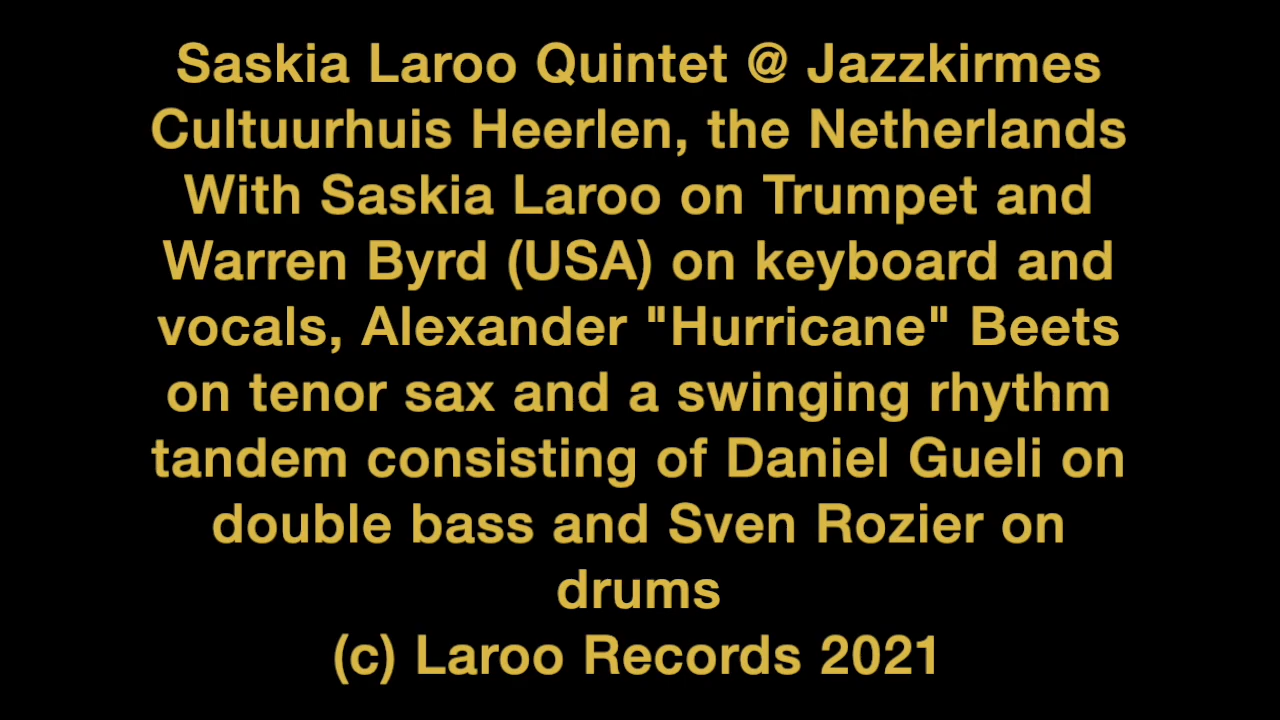 Saskia Laroo Quintet @ Jazzkirmes
Cultuurhuis Heerlen, the Netherlands
With Saskia Laroo on Trumpet and
Warren Byrd (USA) on keyboard and
vocals, Alexander "Hurricane" Beets
on tenor sax and a swinging rhythm
tandem consisting of Daniel Gueli on
double bass and Sven Rozier on
drums
(c) Laroo Records 2021